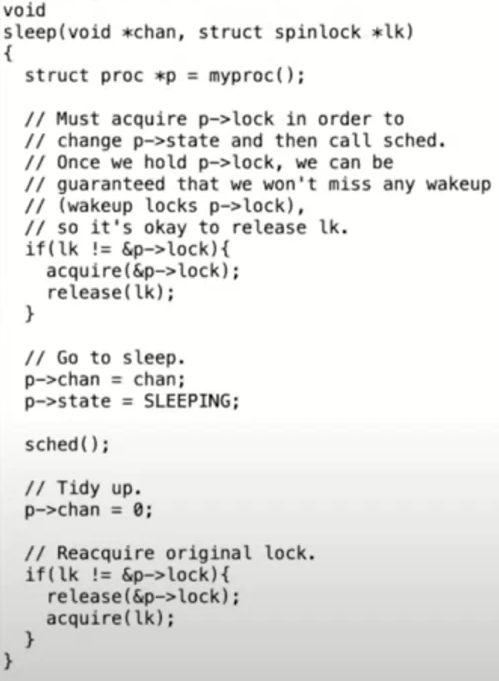 void
sleep(void *chan, struct spinlock *lk)
{
  struct proc *p = myproc();

  // Must acquire p->lock in order to
  // change p->state and then call sched.
  // Once we hold p->lock, we can be
  // guaranteed that we won't miss any wakeup
  // (wakeup locks p->lock),
  // so it's okay to release lk.
  if(lk != &p->lock){
    acquire(&p->lock);
    release(lk);
  }

  // Go to sleep.
  p->chan = chan;
  p->state = SLEEPING;

  sched();

  // Tidy up.
  p->chan = 0;

  // Reacquire original lock.
  if(lk != &p->lock){
    release(&p->lock);
    acquire(lk);
  }
}